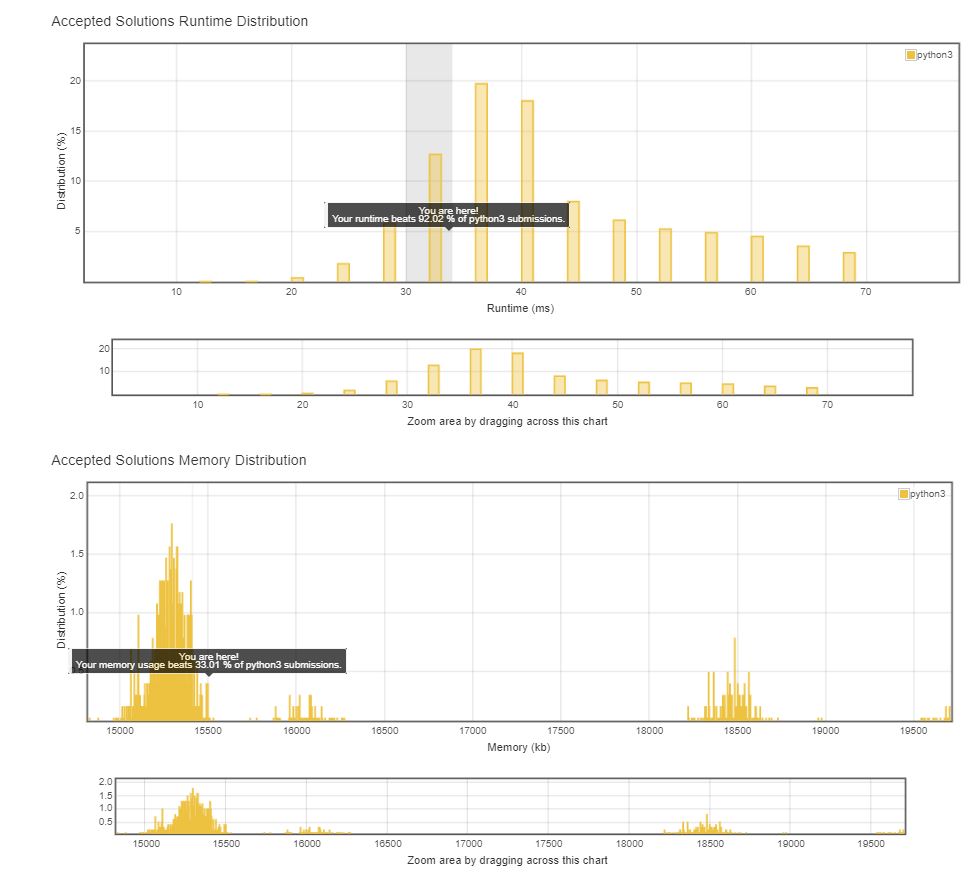 Accepted Solutions Runtime Distribution
python3
20
15
10
5
Distribution (%)
You are here!
Your runtime beats 92.02 % of python3 submissions.
10 20 30 40 50 60 70
Runtime (ms)
20
10
10 20 30 40 50 60 70
Zoom area by dragging across this chart
Accepted Solutions Memory Distribution
python3
2.0
1.5
1.0
Distribution (%)
You are here!
Your memory usage beats 33.01 % of python3 submissions.
15000 15500 16000 16500 17000 17500 18000 18500 19000 19500
Memory (kb)
2.0
1.5
1.0
0.5
15000 15500 16000 16500 17000 17500 18000 18500 19000 19500
Zoom area by dragging across this chart